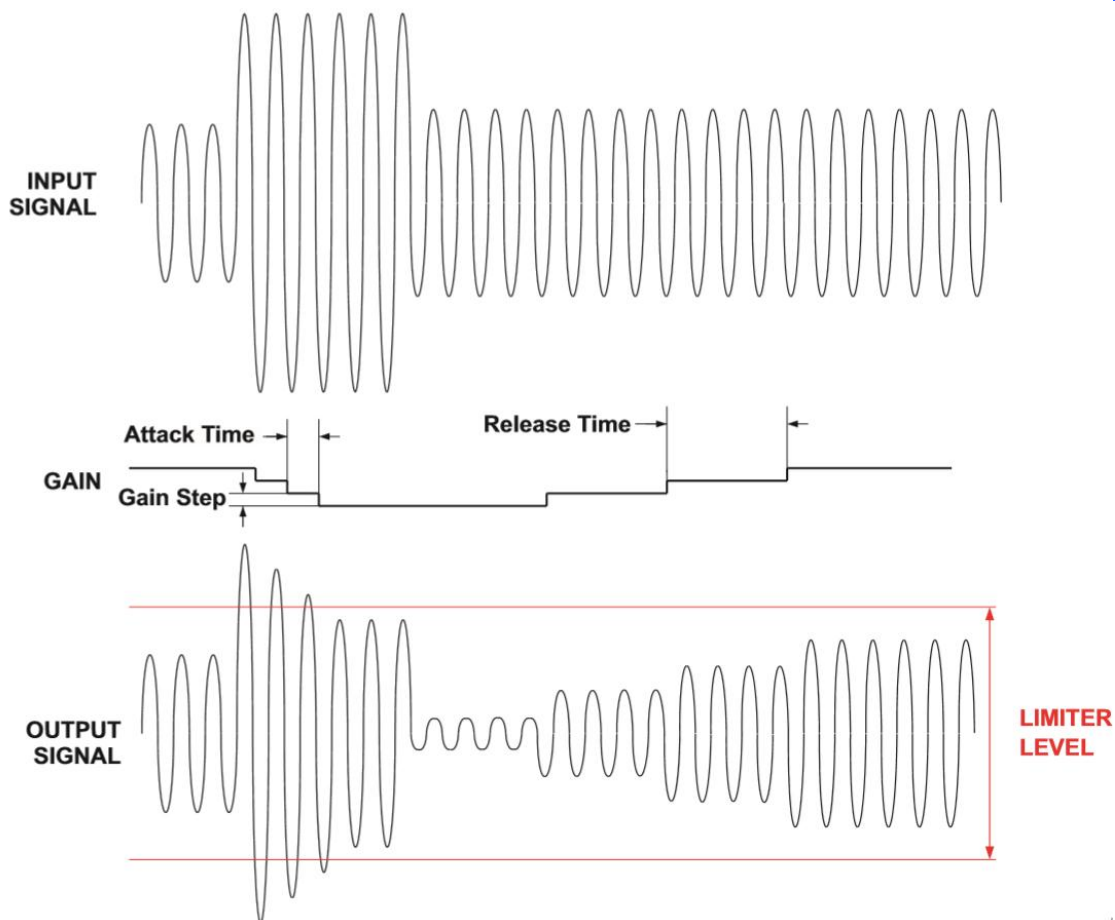 INPUT
SIGNAL
Attack Time
Release Time
GAIN
Gain Step
OUTPUT
SIGNAL
LIMITER
LEVEL